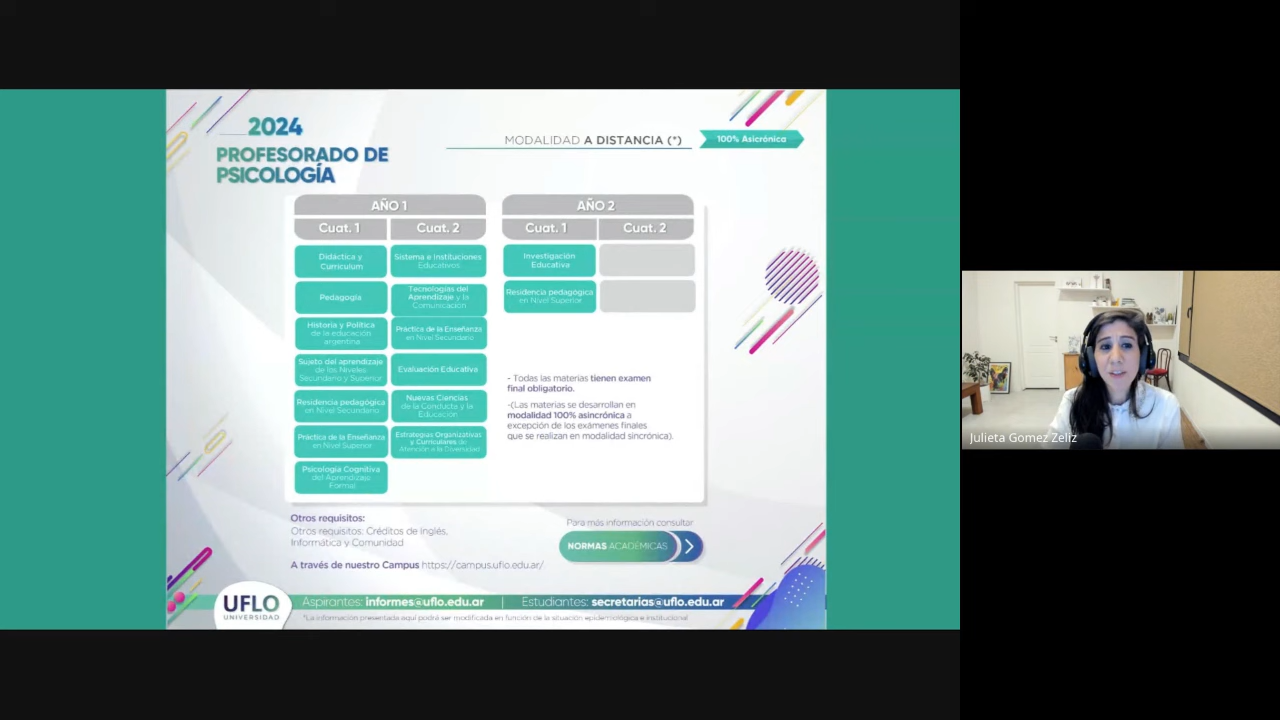 2024
PROFESORADO DE
PSICOLOGÍA
MODALIDAD A DISTANCIA (*)
100% Asicrónica
AÑO 1
Cuat. 1
Cuat. 2
Didáctica y
Curriculum
Sistema e Instituciones
Educativos
Pedagogía
Tecnologías del
Aprendizaje y la
Comunicación
Historia y Política
de la educación
argentina
Práctica de la Enseñanza
en Nivel Secundario
Sujeto del aprendizaje
de los Niveles
Secundario y Superior
Evaluación Educativa
Residencia pedagógica
en Nivel Secundario
Nuevas Ciencias
de la Conducta y la
Educación
Práctica de la Enseñanza
en Nivel Superior
Estrategias Organizativas
y Curriculares de
Atención a la Diversidad
Psicología Cognitiva
del Aprendizaje
Formal
AÑO 2
Cuat. 1
Cuat. 2
Investigación
Educativa
Residencia pedagógica
en Nivel Superior
- Todas las materias tienen examen
final obligatorio.
-(Las materias se desarrollan en
modalidad 100% asincrónica a
excepción de los exámenes finales
que se realizan en modalidad sincrónica).
Otros requisitos:
Otros requisitos: Créditos de Inglés,
Informática y Comunidad
A través de nuestro Campus https://campus.uflo.edu.ar/
Para más información consultar
NORMAS ACADÉMICAS
UFLO
UNIVERSIDAD
Aspirantes: informes@uflo.edu.ar | Estudiantes: secretarias@uflo.edu.ar
*La información presentada aquí podrá ser modificada en función de la situación epidemiológica e institucional
Julieta Gomez Zeliz